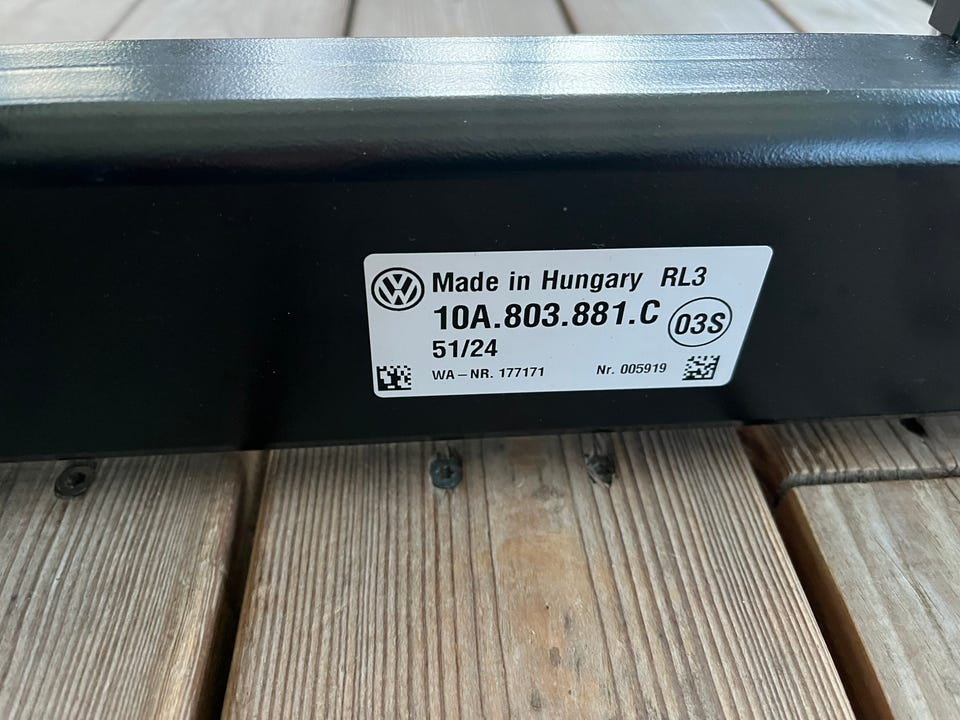 Made in Hungary RL3
10A.803.881.C 03S
51/24
WA-NR. 177171 Nr. 005919